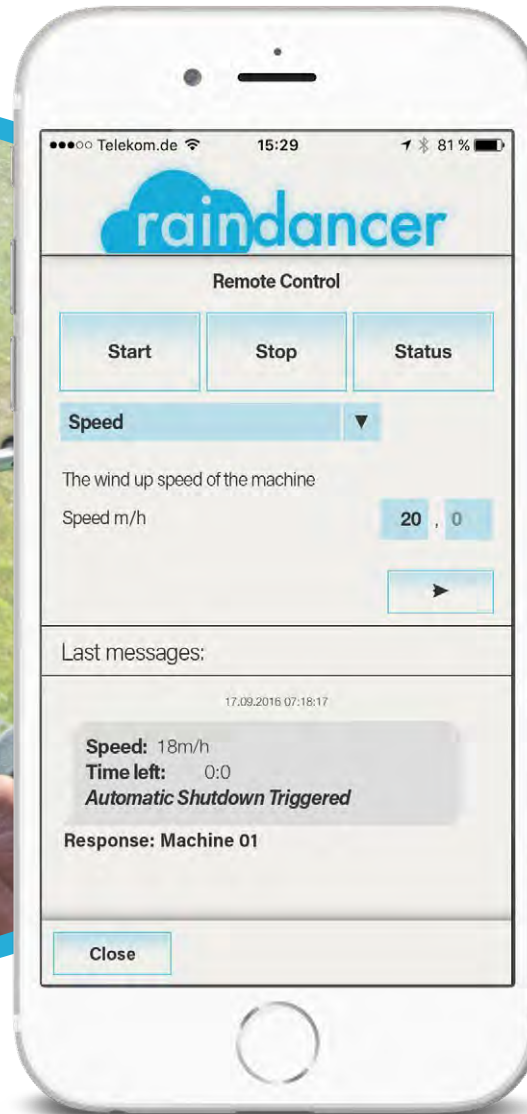 ●●●○○ Telekom.de 15:29 81 %
raindancer
Remote Control
Start Stop Status
Speed ▼
The wind up speed of the machine
Speed m/h 20 , 0
➤
Last messages:
17.09.2016 07:18:17
Speed: 18m/h
Time left: 0:0
Automatic Shutdown Triggered
Response: Machine 01
Close